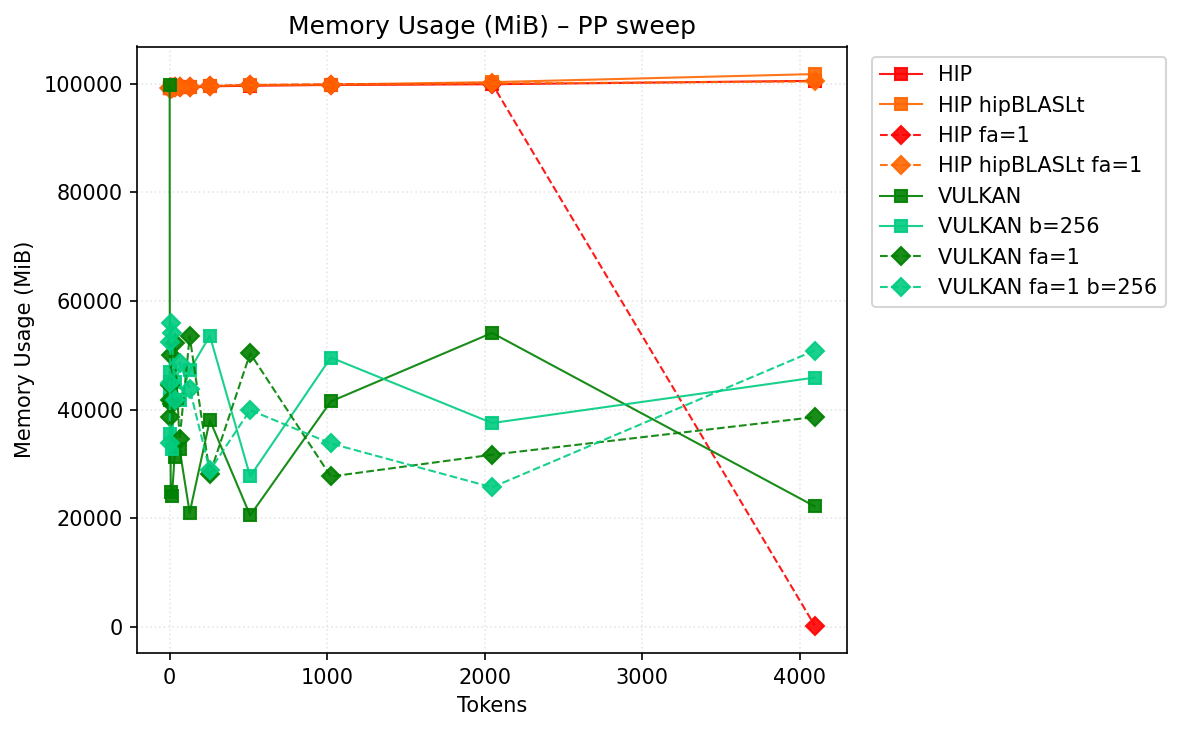 Memory Usage (MiB) – PP sweep
Memory Usage (MiB)
100000
80000
60000
40000
20000
0
0 1000 2000 3000 4000
Tokens
HIP
HIP hipBLASLt
HIP fa=1
HIP hipBLASLt fa=1
VULKAN
VULKAN b=256
VULKAN fa=1
VULKAN fa=1 b=256